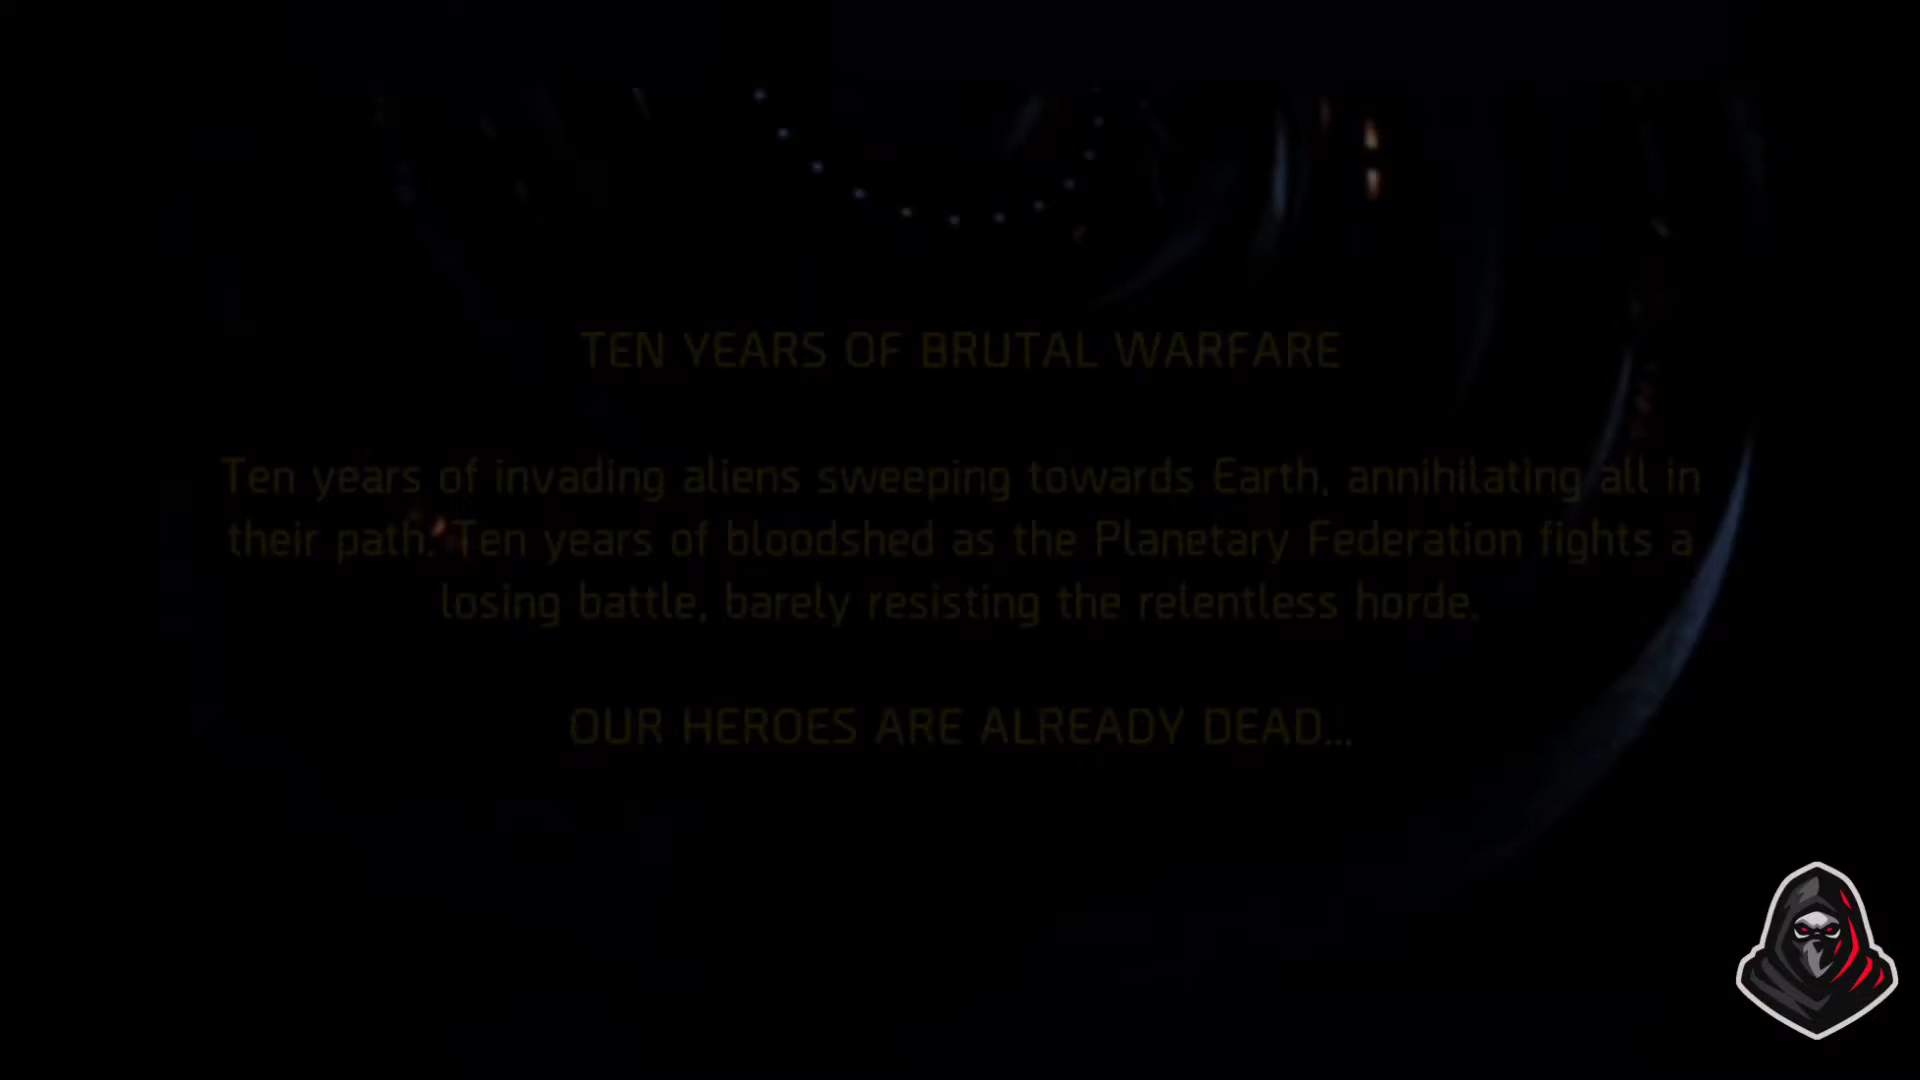 TEN YEARS OF BRUTAL WARFARE
Ten years of invading aliens sweeping towards Earth, annihilating all in
their path. Ten years of bloodshed as the Planetary Federation fights a
losing battle, barely resisting the relentless horde.
OUR HEROES ARE ALREADY DEAD...